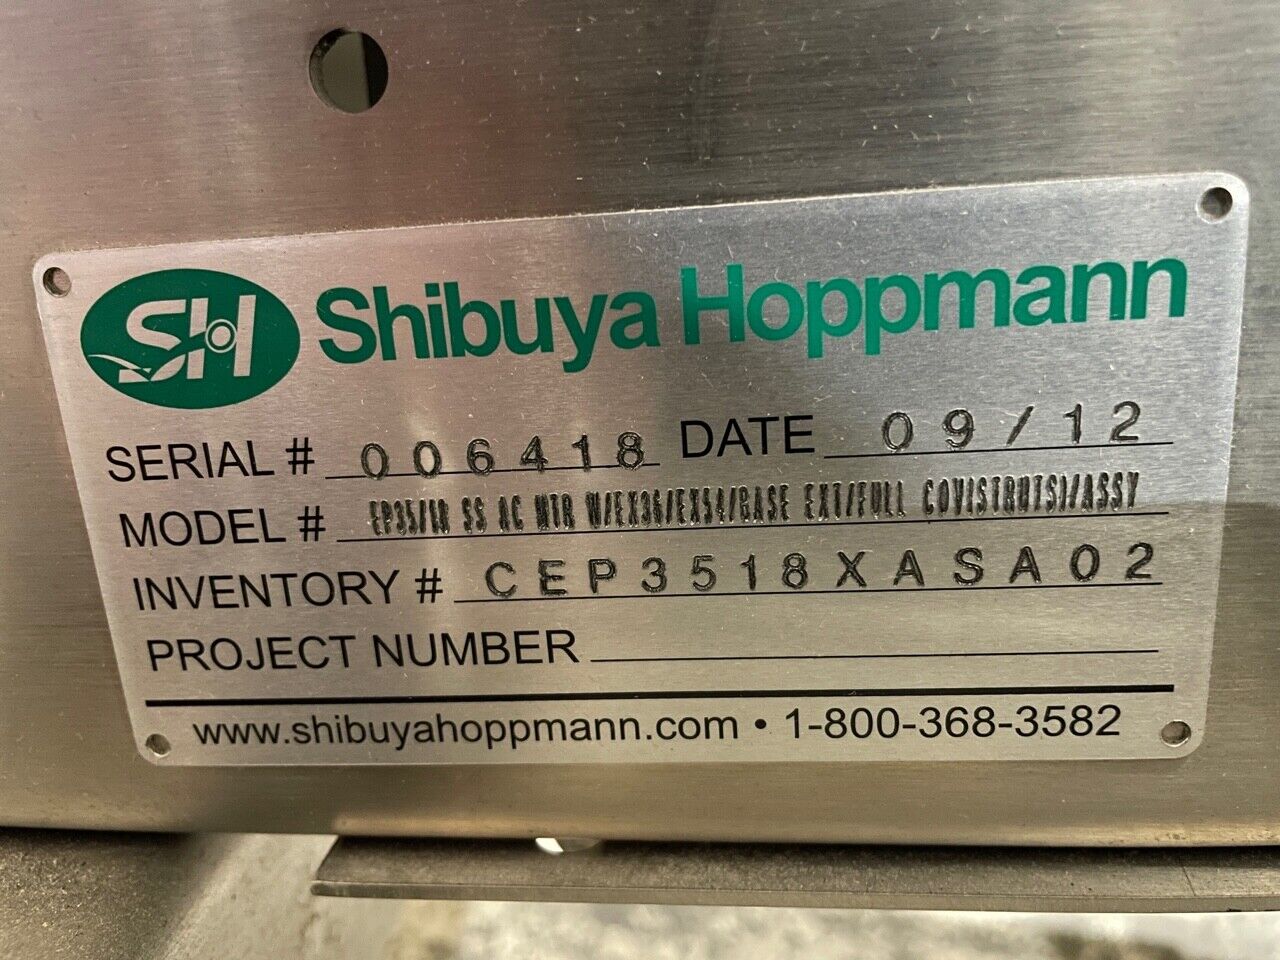 SH Shibuya Hoppmann
SERIAL # 006418 DATE 09/12
MODEL # EP35/18 SS AC MTR W/EX36/EX54/BASE EXT/FULL COV(STRUTS)/ASSY
INVENTORY # CEP3518XASA02
PROJECT NUMBER
www.shibuyahoppmann.com • 1-800-368-3582